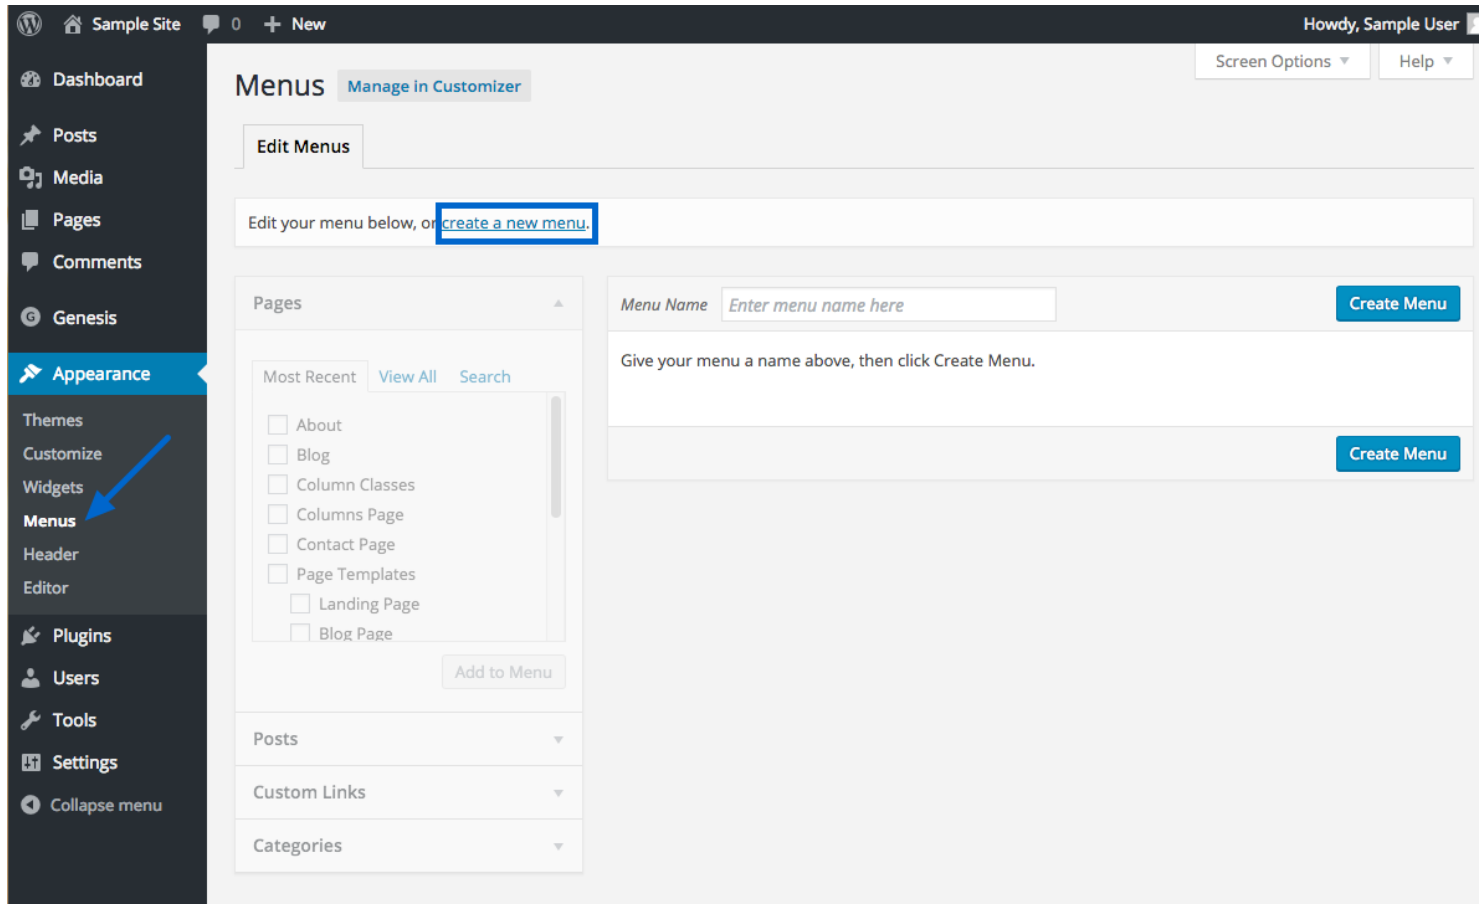 Sample Site 0 + New Howdy, Sample User
Screen Options Help
Dashboard
Posts
Media
Pages
Comments
Genesis
Appearance
Themes
Customize
Widgets
Menus
Header
Editor
Plugins
Users
Tools
Settings
Collapse menu
Menus Manage in Customizer
Edit Menus
Edit your menu below, or create a new menu.
Pages
Most Recent View All Search
About
Blog
Column Classes
Columns Page
Contact Page
Page Templates
Landing Page
Blog Page
Add to Menu
Posts
Custom Links
Categories
Menu Name Enter menu name here Create Menu
Give your menu a name above, then click Create Menu.
Create Menu